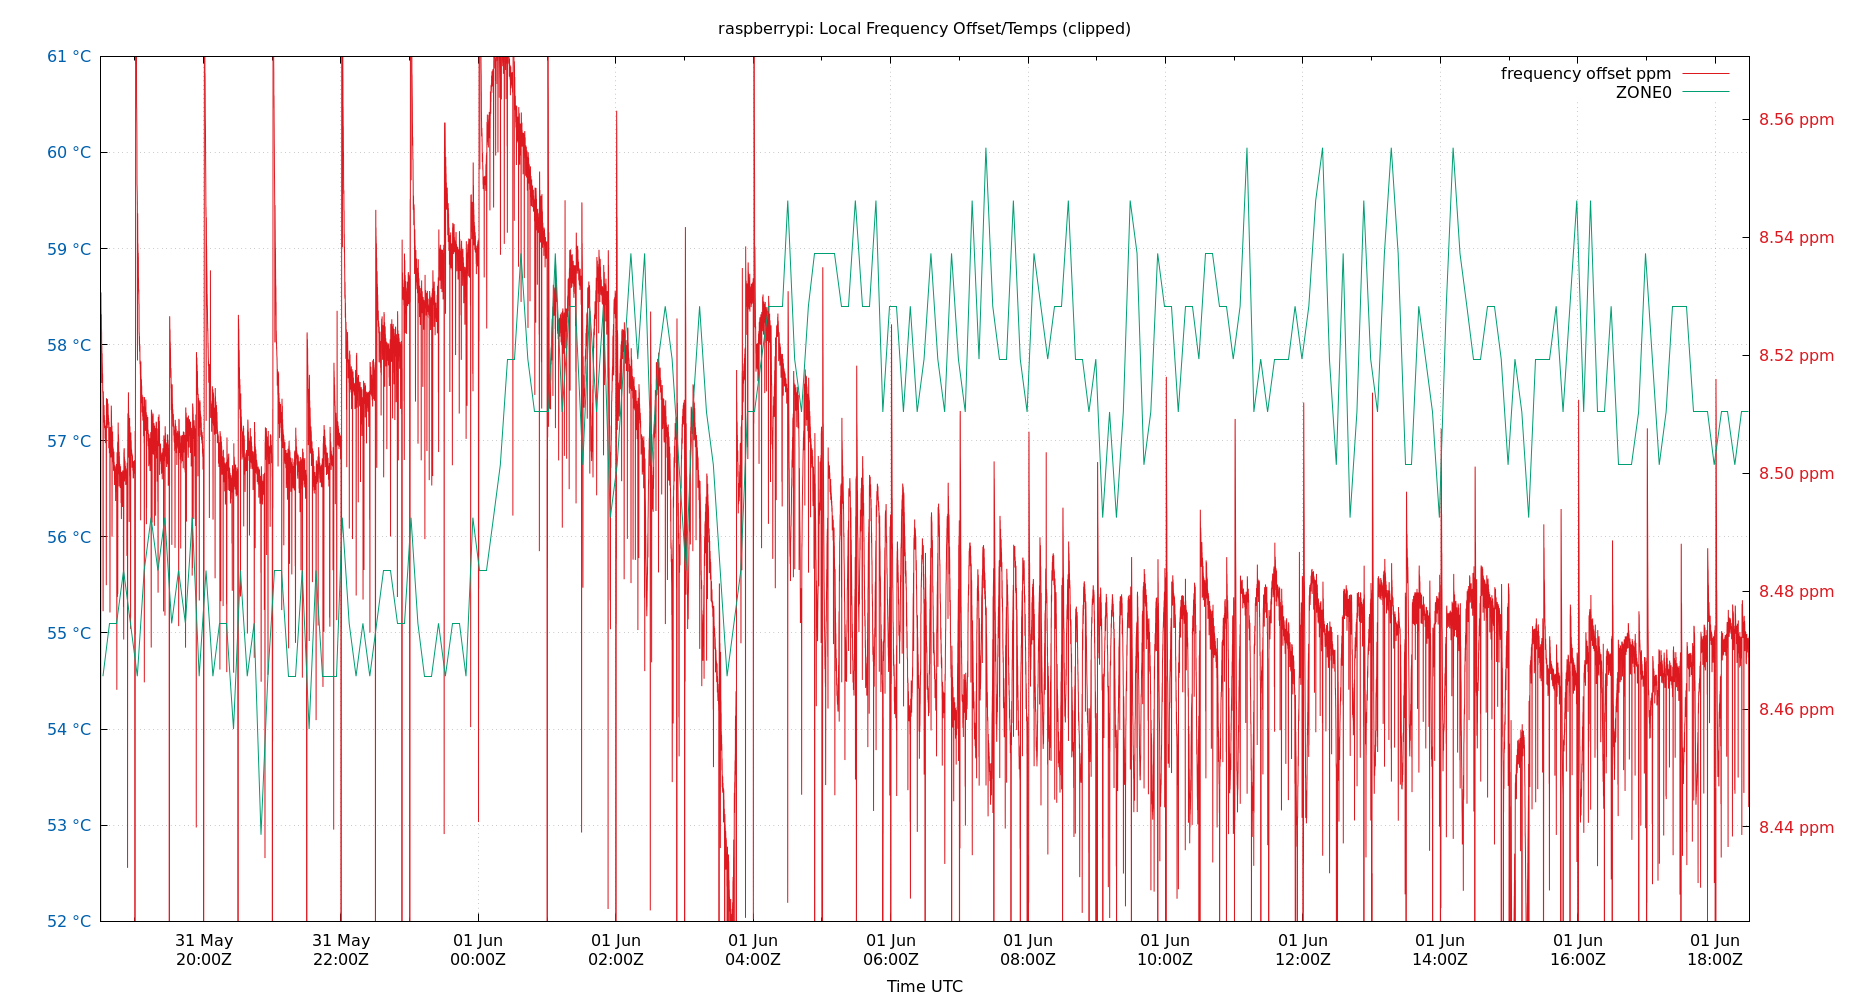 raspberrypi: Local Frequency Offset/Temps (clipped)
frequency offset ppm
ZONE0
61 °C
60 °C
59 °C
58 °C
57 °C
56 °C
55 °C
54 °C
53 °C
52 °C
8.56 ppm
8.54 ppm
8.52 ppm
8.50 ppm
8.48 ppm
8.46 ppm
8.44 ppm
31 May
20:00Z
31 May
22:00Z
01 Jun
00:00Z
01 Jun
02:00Z
01 Jun
04:00Z
01 Jun
06:00Z
01 Jun
08:00Z
01 Jun
10:00Z
01 Jun
12:00Z
01 Jun
14:00Z
01 Jun
16:00Z
01 Jun
18:00Z
Time UTC